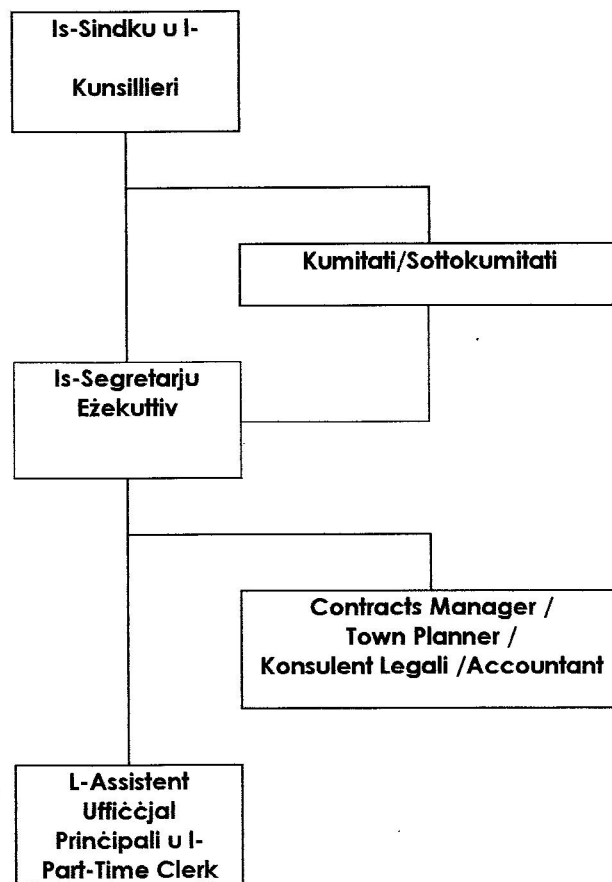 Is-Sindku u l-
Kunsillieri
Kumitati/Sottokumitati
Is-Segretarju
Eżekuttiv
Contracts Manager /
Town Planner /
Konsulent Legali /Accountant
L-Assistent
Uffiċċjal
Prinċipali u l-
Part-Time Clerk